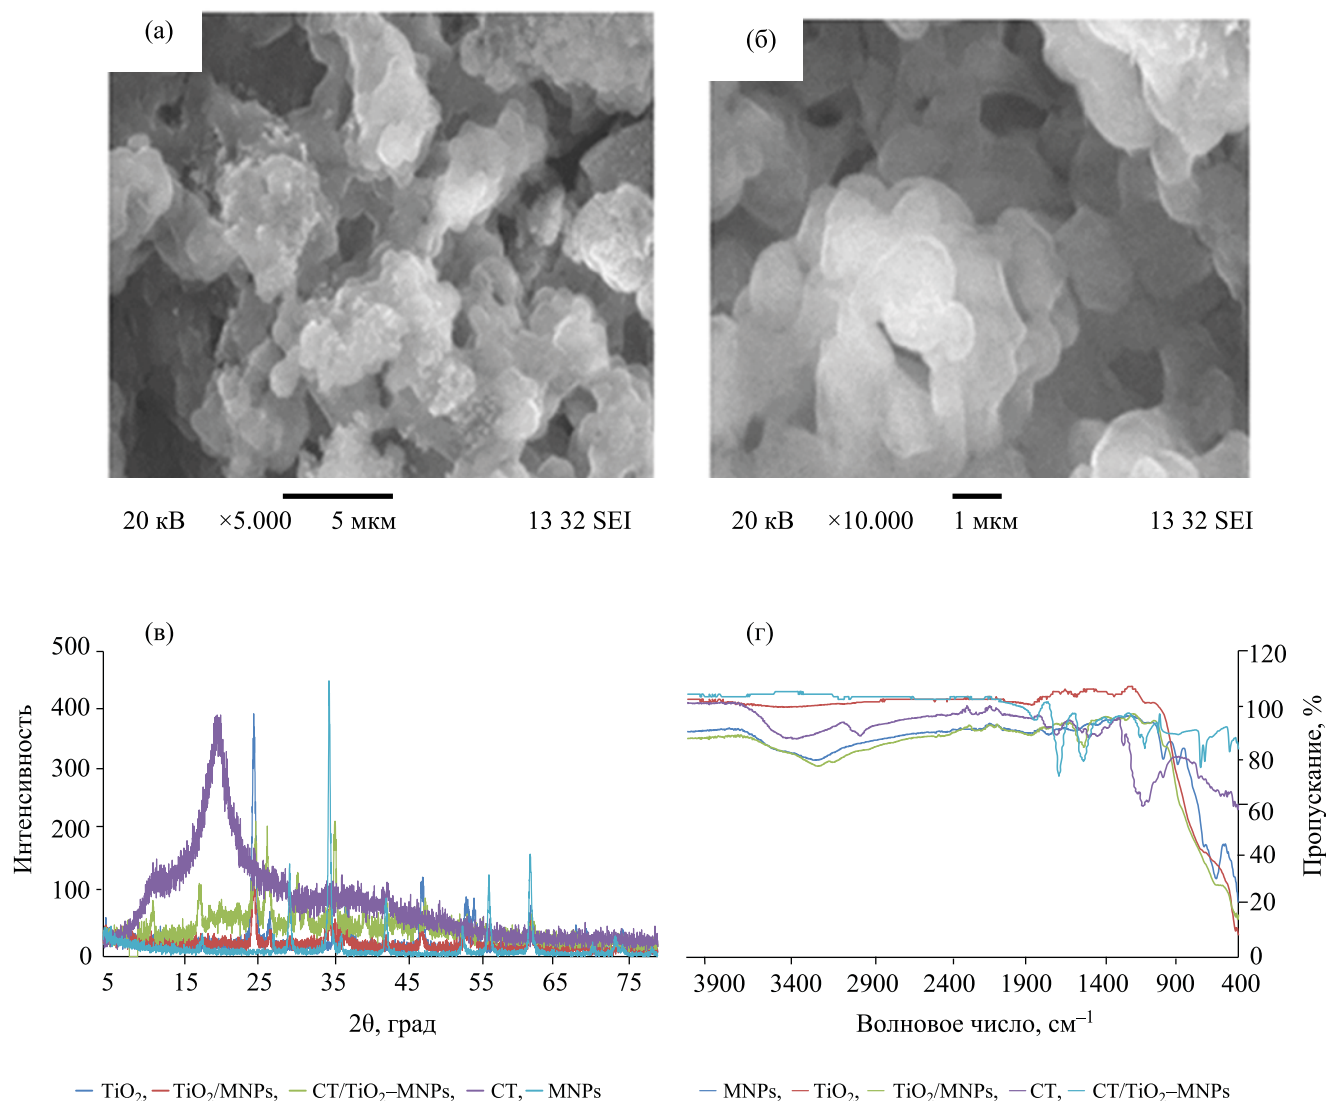 (а)
(б)
20 кВ ×5.000 5 мкм 13 32 SEI
20 кВ ×10.000 1 мкм 13 32 SEI
(в)
500
400
300
200
100
0
Интенсивность
5 15 25 35 45 55 65 75
2θ, град
TiO₂, TiO₂/MNPs, CT/TiO₂–MNPs, CT, MNPs
(г)
120
100
80
60
40
20
0
Пропускание, %
3900 3400 2900 2400 1900 1400 900 400
Волновое число, см⁻¹
MNPs, TiO₂, TiO₂/MNPs, CT, CT/TiO₂–MNPs